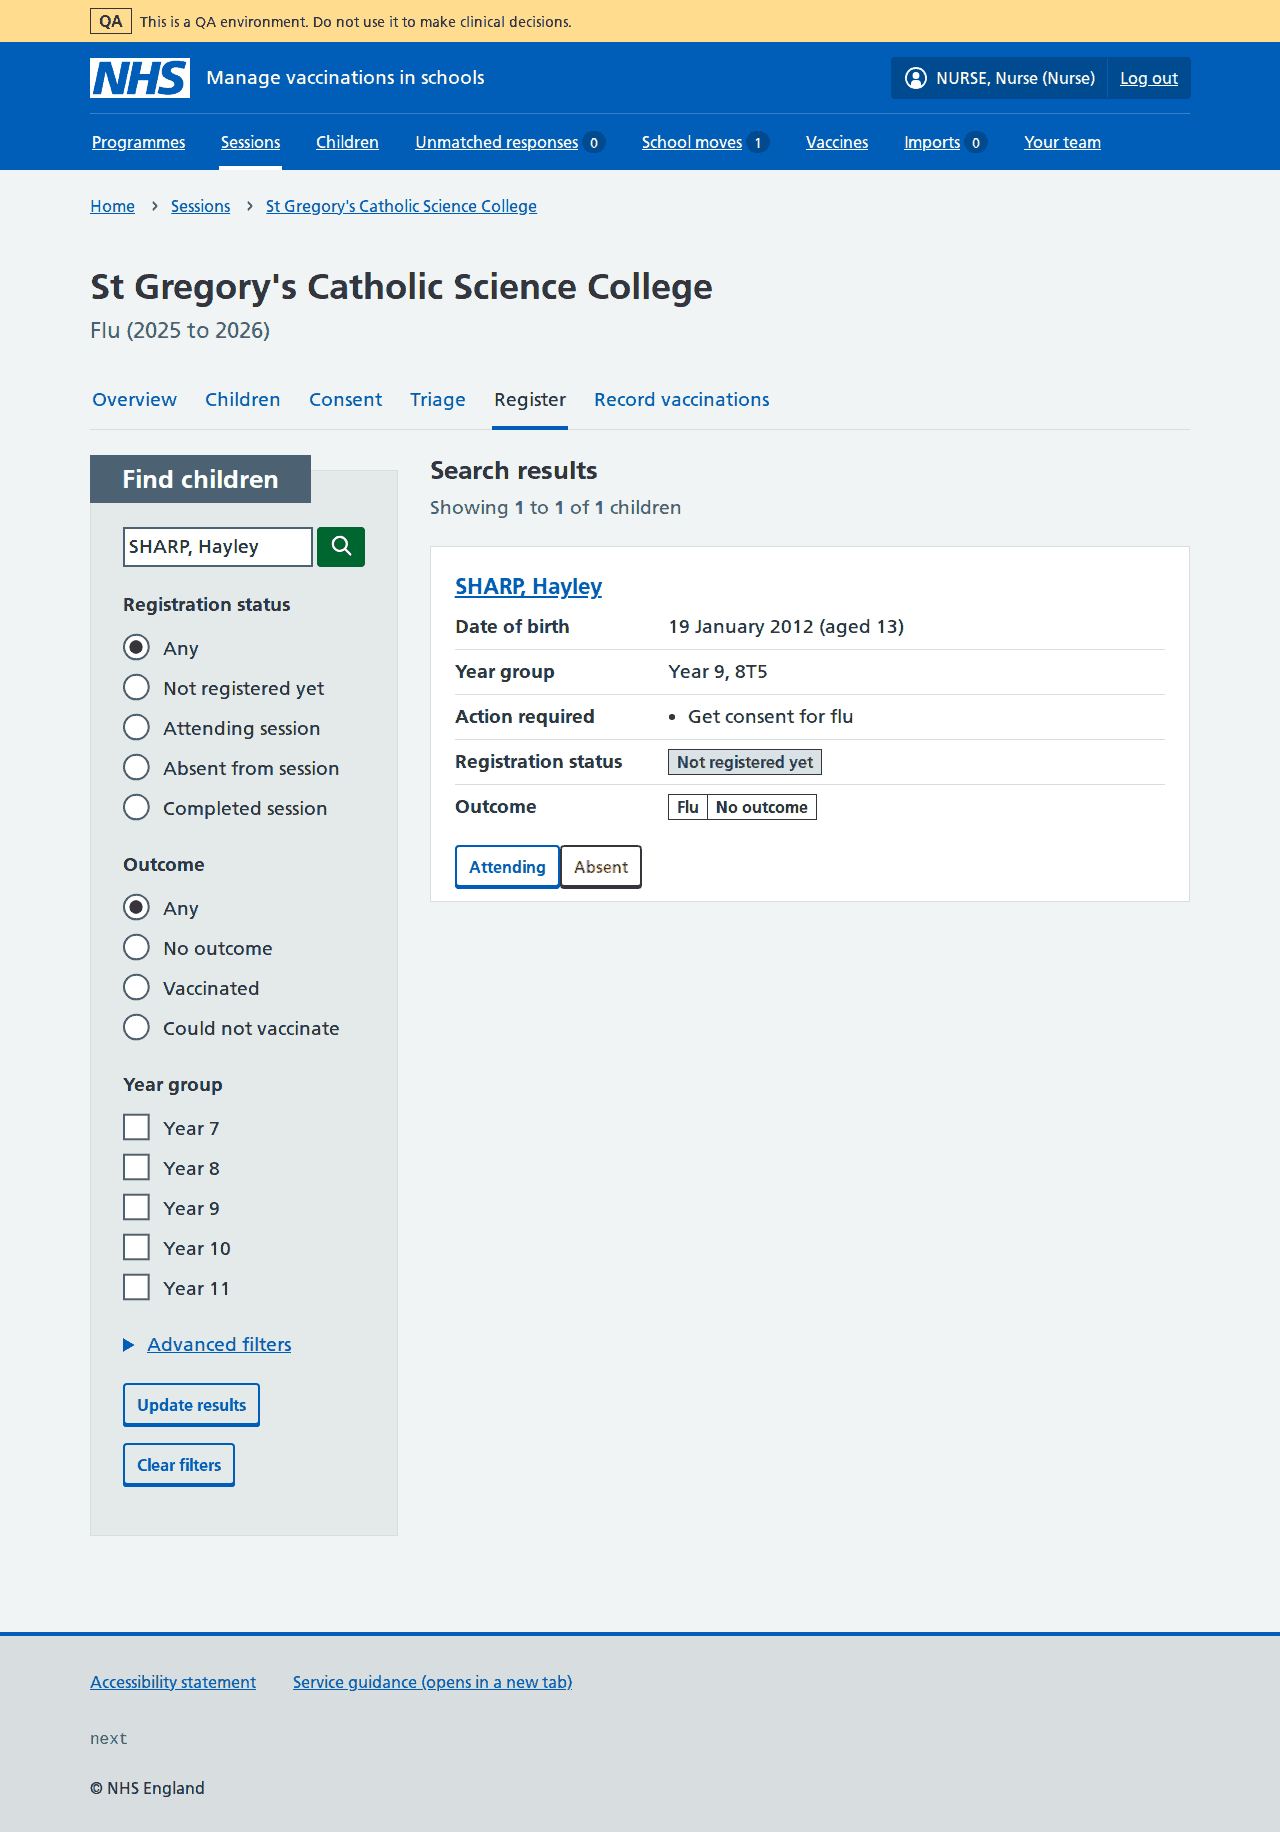 QA This is a QA environment. Do not use it to make clinical decisions.
NHS Manage vaccinations in schools NURSE, Nurse (Nurse) Log out
Programmes Sessions Children Unmatched responses 0 School moves 1 Vaccines Imports 0 Your team
Home Sessions St Gregory's Catholic Science College
St Gregory's Catholic Science College
Flu (2025 to 2026)
Overview Children Consent Triage Register Record vaccinations
Find children
SHARP, Hayley
Registration status
Any
Not registered yet
Attending session
Absent from session
Completed session
Outcome
Any
No outcome
Vaccinated
Could not vaccinate
Year group
Year 7
Year 8
Year 9
Year 10
Year 11
Advanced filters
Update results
Clear filters
Search results
Showing 1 to 1 of 1 children
SHARP, Hayley
Date of birth 19 January 2012 (aged 13)
Year group Year 9, 8T5
Action required • Get consent for flu
Registration status Not registered yet
Outcome Flu No outcome
Attending Absent
Accessibility statement Service guidance (opens in a new tab)
next
© NHS England